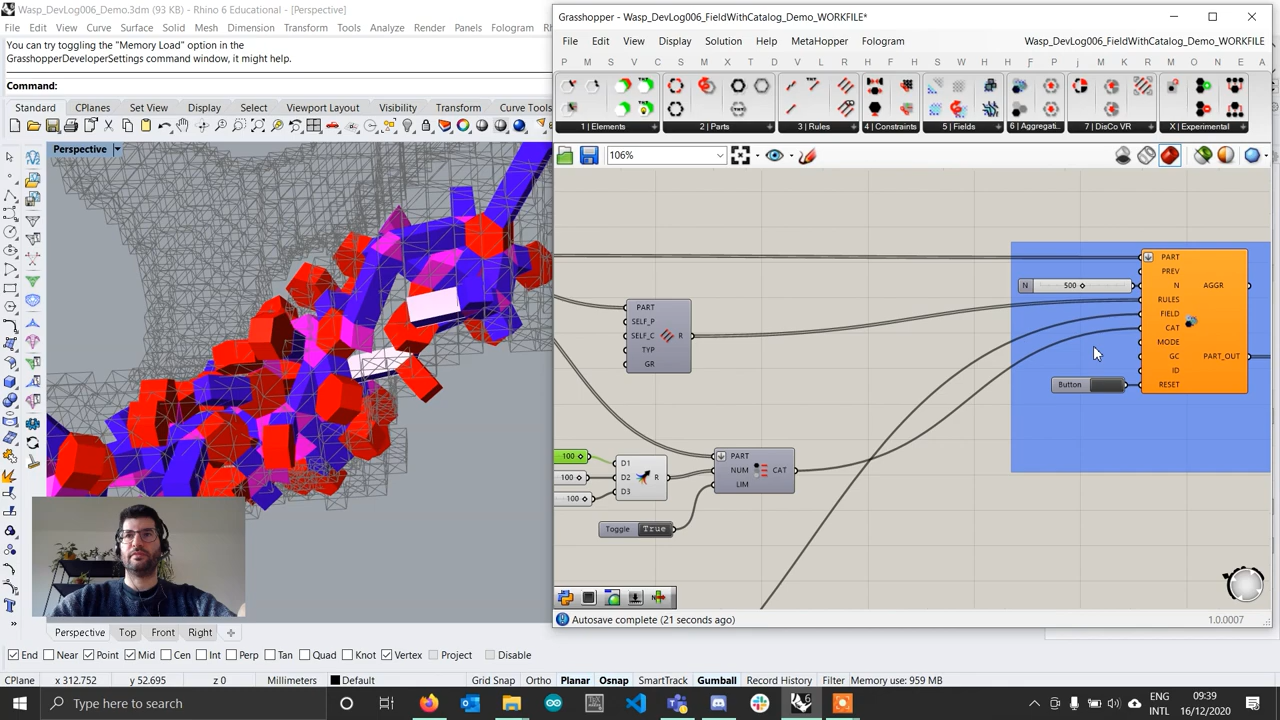 Wasp_DevLog006_Demo.3dm (93 KB) - Rhino 6 Educational - [Perspective]
File Edit View Curve Surface Solid Mesh Dimension Transform Tools Analyze Render Panels Fologram
You can try toggling the "Memory Load" option in the
GrasshopperDeveloperSettings command window, it might help.
Command:
Standard CPlanes Set View Display Select Viewport Layout Visibility Transform Curve Tools
Perspective
Grasshopper - Wasp_DevLog006_FieldWithCatalog_Demo_WORKFILE*
File Edit View Display Solution Help MetaHopper Fologram Wasp_DevLog006_FieldWithCatalog_Demo_WORKFILE
P M S V S M D P T K W F H F P j C M K R M O N E A
1 | Elements 2 | Parts 3 | Rules 4 | Constraints 5 | Fields 6 | Aggregati... 7 | DisCo VR X | Experimental
106%
PART
SELF_P
SELF_C R
TYP
GR
N 500
PART
PREV
N AGGR
RULES
FIELD
CAT
MODE
GC PART_OUT
ID
RESET
Button
100
100
100
D1
D2 R
D3
PART
NUM CAT
LIM
Toggle True
Autosave complete (21 seconds ago) 1.0.0007
Perspective Top Front Right
End Near Point Mid Cen Int Perp Tan Quad Knot Vertex Project Disable
CPlane x 312.752 y 52.695 z 0 Millimeters Default Grid Snap Ortho Planar Osnap SmartTrack Gumball Record History Filter Memory use: 959 MB
Type here to search
ENG
INTL
09:39
16/12/2020